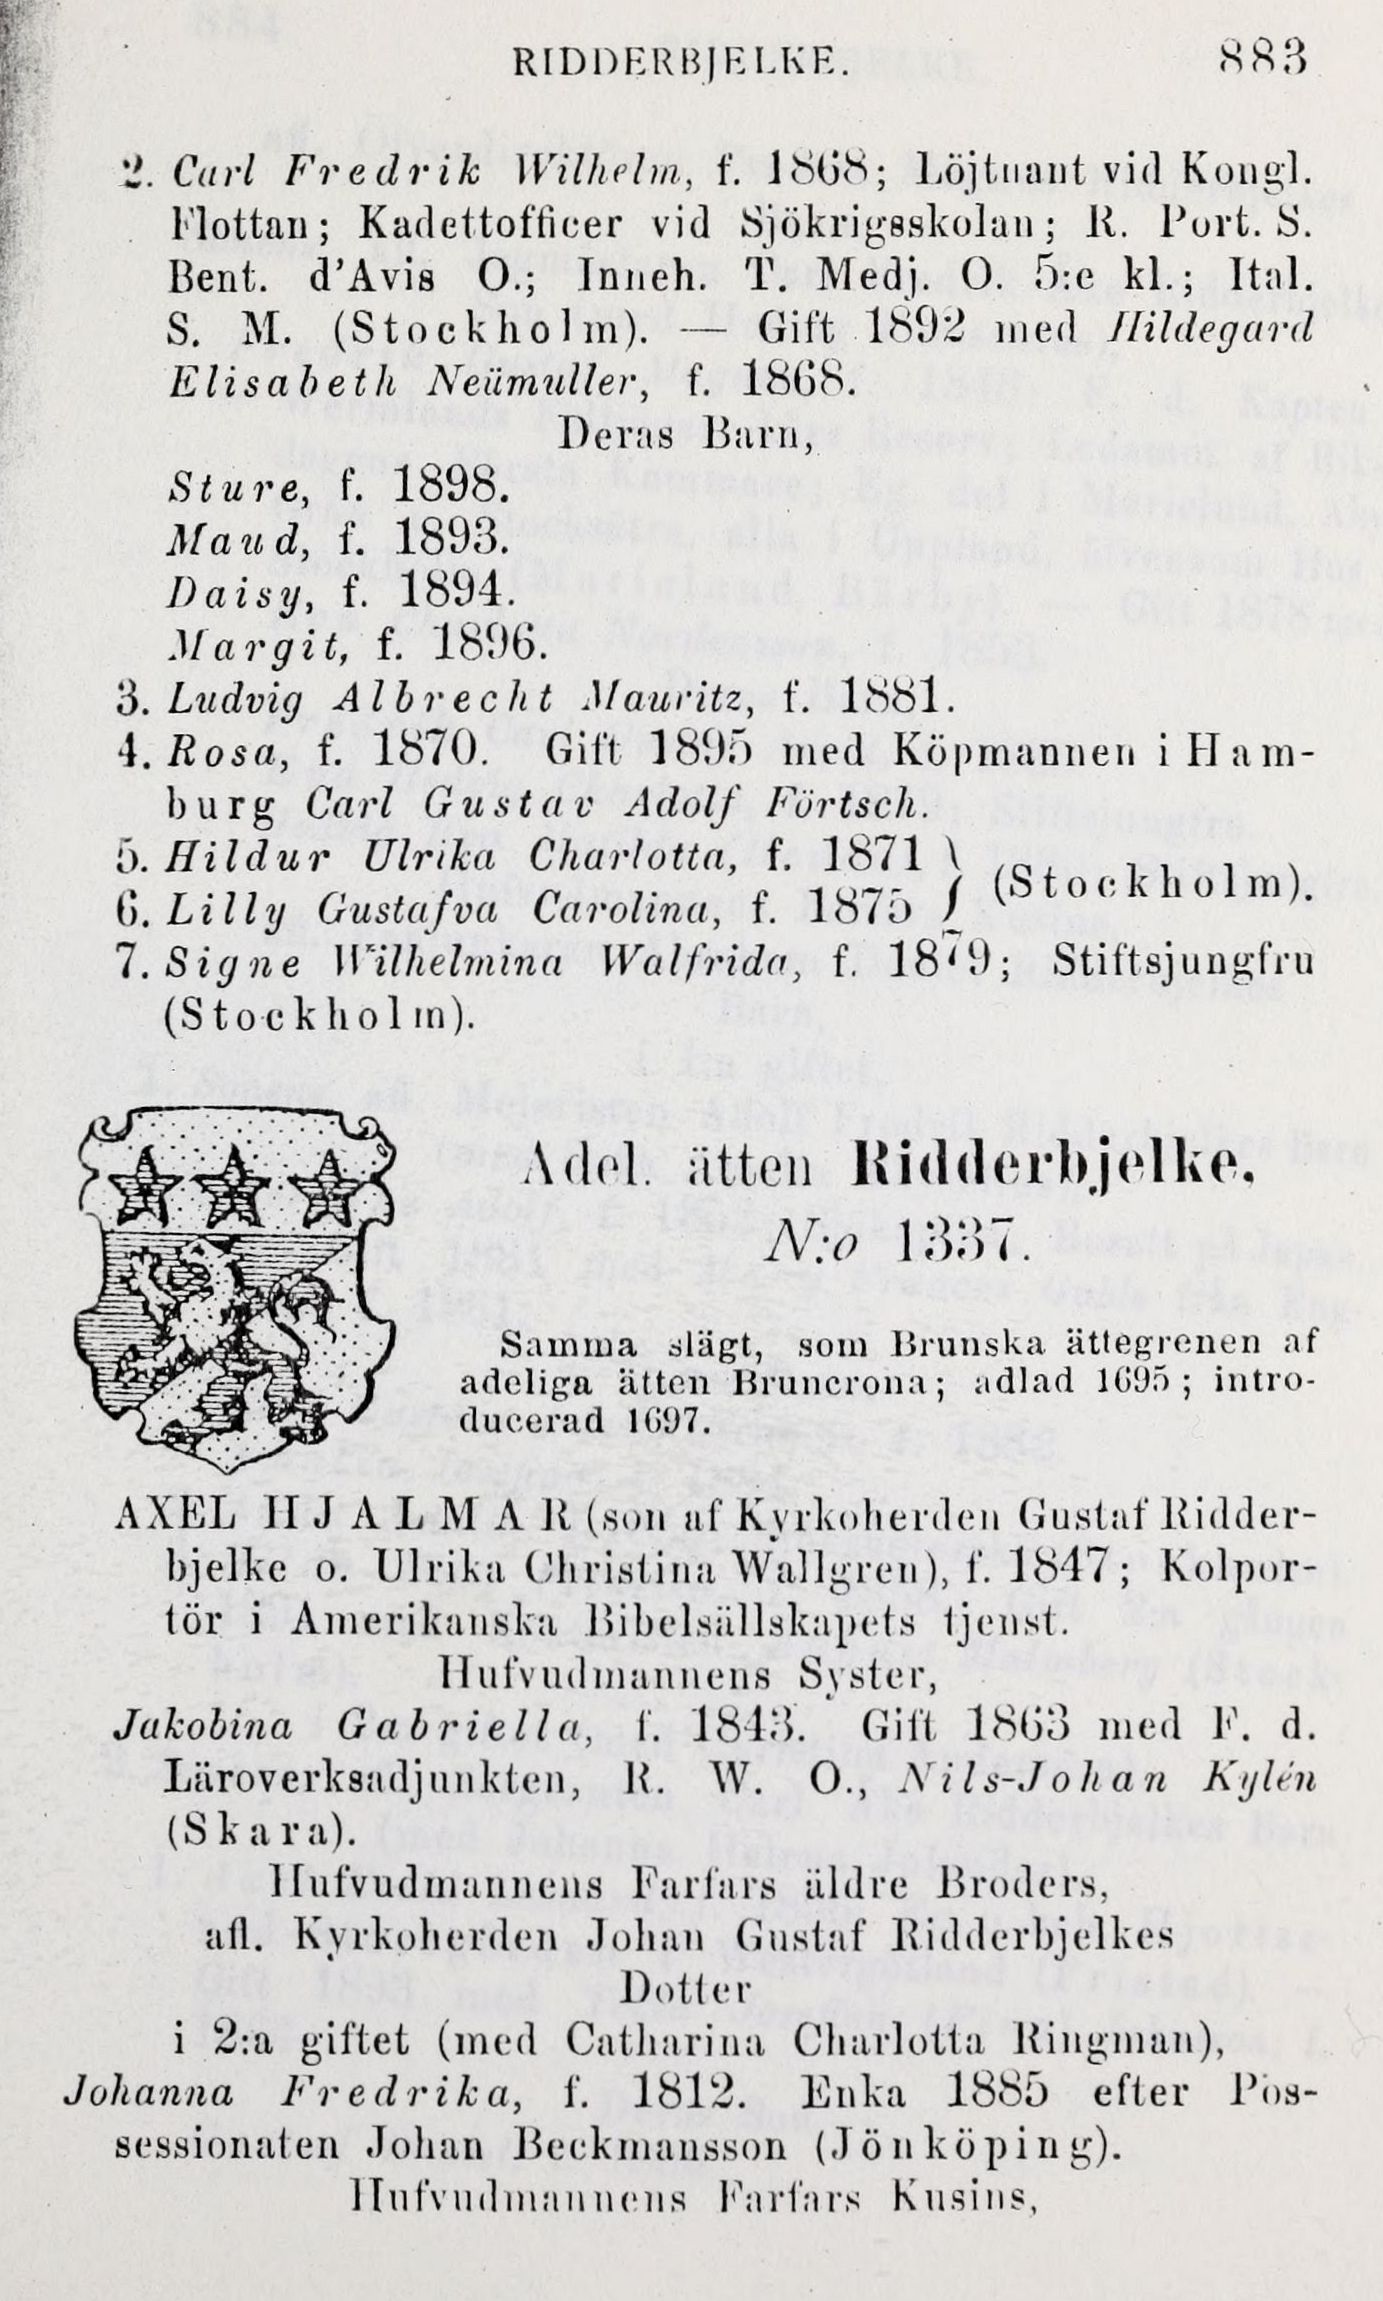 RIDDERBJELKE. 883
2. Carl Fredrik Wilhelm, f. 1868; Löjtnant vid Kongl.
Flottan; Kadettofficer vid Sjökrigsskolan; R. Port. S.
Bent. d'Avis O.; Inneh. T. Medj. O. 5:e kl.; Ital.
S. M. (Stockholm). — Gift 1892 med Hildegard
Elisabeth Neümuller, f. 1868.
Deras Barn,
Sture, f. 1898.
Maud, f. 1893.
Daisy, f. 1894.
Margit, f. 1896.
3. Ludvig Albrecht Mauritz, f. 1881.
4. Rosa, f. 1870. Gift 1895 med Köpmannen i Ham-
burg Carl Gustav Adolf Förtsch.
5. Hildur Ulrika Charlotta, f. 1871 }
6. Lilly Gustafva Carolina, f. 1875 } (Stockholm).
7. Signe Wilhelmina Walfrida, f. 1879; Stiftsjungfru
(Stockholm).
Adel. ätten Ridderbjelke.
N:o 1337.
Samma slägt, som Brunska ättegrenen af
adeliga ätten Bruncrona; adlad 1695; intro-
ducerad 1697.
AXEL HJALMAR (son af Kyrkoherden Gustaf Ridder-
bjelke o. Ulrika Christina Wallgren), f. 1847; Kolpor-
tör i Amerikanska Bibelsällskapets tjenst.
Hufvudmannens Syster,
Jakobina Gabriella, f. 1843. Gift 1863 med F. d.
Läroverksadjunkten, R. W. O., Nils-Johan Kylén
(Skara).
Hufvudmannens Farfars äldre Broders,
afl. Kyrkoherden Johan Gustaf Ridderbjelkes
Dotter
i 2:a giftet (med Catharina Charlotta Ringman),
Johanna Fredrika, f. 1812. Enka 1885 efter Pos-
sessionaten Johan Beckmansson (Jönköping).
Hufvudmannens Farfars Kusins,